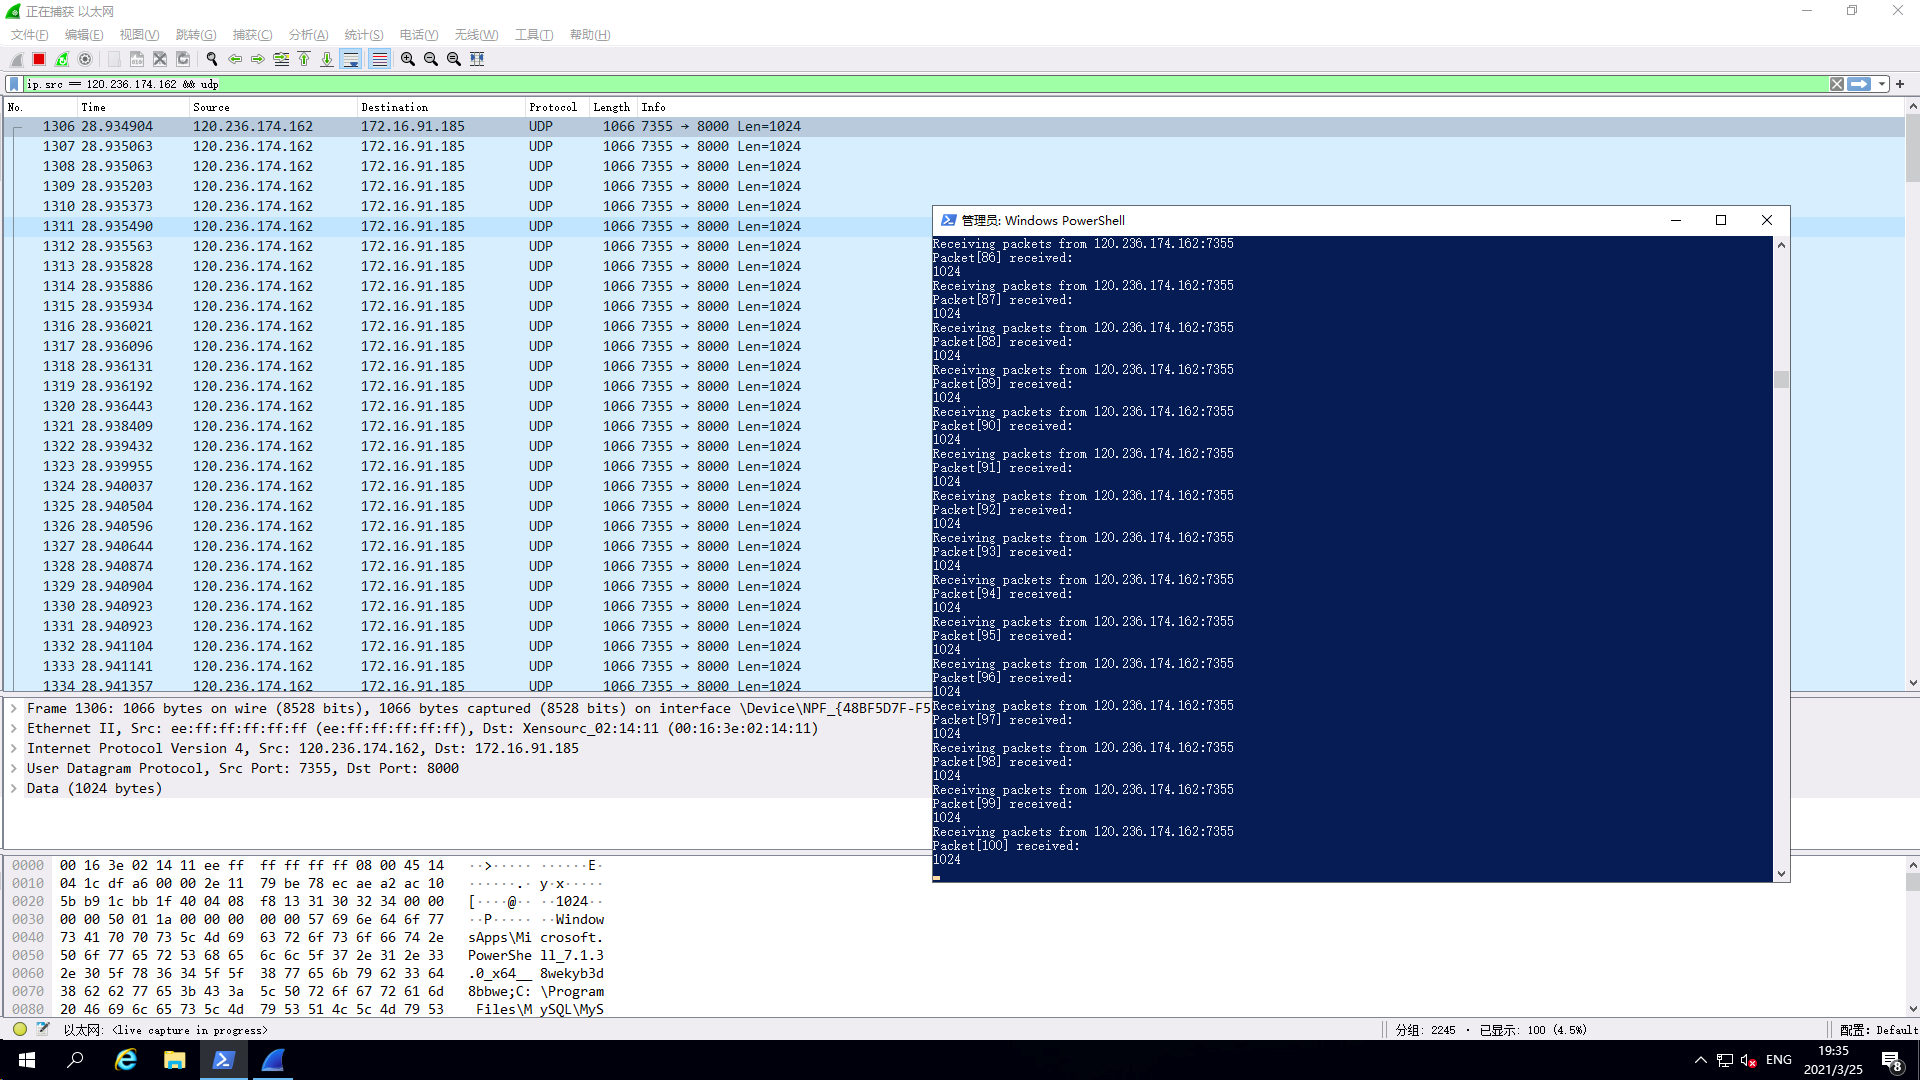 正在捕获 以太网
文件(F) 编辑(E) 视图(V) 跳转(G) 捕获(C) 分析(A) 统计(S) 电话(Y) 无线(W) 工具(T) 帮助(H)
ip.src == 120.236.174.162 && udp
No. Time Source Destination Protocol Length Info
1306 28.934904 120.236.174.162 172.16.91.185 UDP 1066 7355 → 8000 Len=1024
1307 28.935063 120.236.174.162 172.16.91.185 UDP 1066 7355 → 8000 Len=1024
1308 28.935063 120.236.174.162 172.16.91.185 UDP 1066 7355 → 8000 Len=1024
1309 28.935203 120.236.174.162 172.16.91.185 UDP 1066 7355 → 8000 Len=1024
1310 28.935373 120.236.174.162 172.16.91.185 UDP 1066 7355 → 8000 Len=1024
1311 28.935490 120.236.174.162 172.16.91.185 UDP 1066 7355 → 8000 Len=1024
1312 28.935563 120.236.174.162 172.16.91.185 UDP 1066 7355 → 8000 Len=1024
1313 28.935828 120.236.174.162 172.16.91.185 UDP 1066 7355 → 8000 Len=1024
1314 28.935886 120.236.174.162 172.16.91.185 UDP 1066 7355 → 8000 Len=1024
1315 28.935934 120.236.174.162 172.16.91.185 UDP 1066 7355 → 8000 Len=1024
1316 28.936021 120.236.174.162 172.16.91.185 UDP 1066 7355 → 8000 Len=1024
1317 28.936096 120.236.174.162 172.16.91.185 UDP 1066 7355 → 8000 Len=1024
1318 28.936131 120.236.174.162 172.16.91.185 UDP 1066 7355 → 8000 Len=1024
1319 28.936192 120.236.174.162 172.16.91.185 UDP 1066 7355 → 8000 Len=1024
1320 28.936443 120.236.174.162 172.16.91.185 UDP 1066 7355 → 8000 Len=1024
1321 28.938409 120.236.174.162 172.16.91.185 UDP 1066 7355 → 8000 Len=1024
1322 28.939432 120.236.174.162 172.16.91.185 UDP 1066 7355 → 8000 Len=1024
1323 28.939955 120.236.174.162 172.16.91.185 UDP 1066 7355 → 8000 Len=1024
1324 28.940037 120.236.174.162 172.16.91.185 UDP 1066 7355 → 8000 Len=1024
1325 28.940504 120.236.174.162 172.16.91.185 UDP 1066 7355 → 8000 Len=1024
1326 28.940596 120.236.174.162 172.16.91.185 UDP 1066 7355 → 8000 Len=1024
1327 28.940644 120.236.174.162 172.16.91.185 UDP 1066 7355 → 8000 Len=1024
1328 28.940874 120.236.174.162 172.16.91.185 UDP 1066 7355 → 8000 Len=1024
1329 28.940904 120.236.174.162 172.16.91.185 UDP 1066 7355 → 8000 Len=1024
1330 28.940923 120.236.174.162 172.16.91.185 UDP 1066 7355 → 8000 Len=1024
1331 28.940923 120.236.174.162 172.16.91.185 UDP 1066 7355 → 8000 Len=1024
1332 28.941104 120.236.174.162 172.16.91.185 UDP 1066 7355 → 8000 Len=1024
1333 28.941141 120.236.174.162 172.16.91.185 UDP 1066 7355 → 8000 Len=1024
1334 28.941357 120.236.174.162 172.16.91.185 UDP 1066 7355 → 8000 Len=1024
Frame 1306: 1066 bytes on wire (8528 bits), 1066 bytes captured (8528 bits) on interface \Device\NPF_{48BF5D7F-F5
Ethernet II, Src: ee:ff:ff:ff:ff:ff (ee:ff:ff:ff:ff:ff), Dst: Xensourc_02:14:11 (00:16:3e:02:14:11)
Internet Protocol Version 4, Src: 120.236.174.162, Dst: 172.16.91.185
User Datagram Protocol, Src Port: 7355, Dst Port: 8000
Data (1024 bytes)
0000 00 16 3e 02 14 11 ee ff ff ff ff ff 08 00 45 14 ··>····· ······E·
0010 04 1c df a6 00 00 2e 11 79 be 78 ec ae a2 ac 10 ······.· y·x·····
0020 5b b9 1c bb 1f 40 04 08 f8 13 31 30 32 34 00 00 [····@·· ··1024··
0030 00 00 50 01 1a 00 00 00 00 00 57 69 6e 64 6f 77 ··P····· ··Window
0040 73 41 70 70 73 5c 4d 69 63 72 6f 73 6f 66 74 2e sApps\Mi crosoft.
0050 50 6f 77 65 72 53 68 65 6c 6c 5f 37 2e 31 2e 33 PowerShe ll_7.1.3
0060 2e 30 5f 78 36 34 5f 5f 38 77 65 6b 79 62 33 64 .0_x64__ 8wekyb3d
0070 38 62 62 77 65 3b 43 3a 5c 50 72 6f 67 72 61 6d 8bbwe;C: \Program
0080 20 46 69 6c 65 73 5c 4d 79 53 51 4c 5c 4d 79 53 Files\M ySQL\MyS
管理员: Windows PowerShell
Receiving packets from 120.236.174.162:7355
Packet[86] received:
1024
Receiving packets from 120.236.174.162:7355
Packet[87] received:
1024
Receiving packets from 120.236.174.162:7355
Packet[88] received:
1024
Receiving packets from 120.236.174.162:7355
Packet[89] received:
1024
Receiving packets from 120.236.174.162:7355
Packet[90] received:
1024
Receiving packets from 120.236.174.162:7355
Packet[91] received:
1024
Receiving packets from 120.236.174.162:7355
Packet[92] received:
1024
Receiving packets from 120.236.174.162:7355
Packet[93] received:
1024
Receiving packets from 120.236.174.162:7355
Packet[94] received:
1024
Receiving packets from 120.236.174.162:7355
Packet[95] received:
1024
Receiving packets from 120.236.174.162:7355
Packet[96] received:
1024
Receiving packets from 120.236.174.162:7355
Packet[97] received:
1024
Receiving packets from 120.236.174.162:7355
Packet[98] received:
1024
Receiving packets from 120.236.174.162:7355
Packet[99] received:
1024
Receiving packets from 120.236.174.162:7355
Packet[100] received:
1024
以太网: <live capture in progress> 分组: 2245 · 已显示: 100 (4.5%) 配置: Default
ENG
19:35
2021/3/25
8